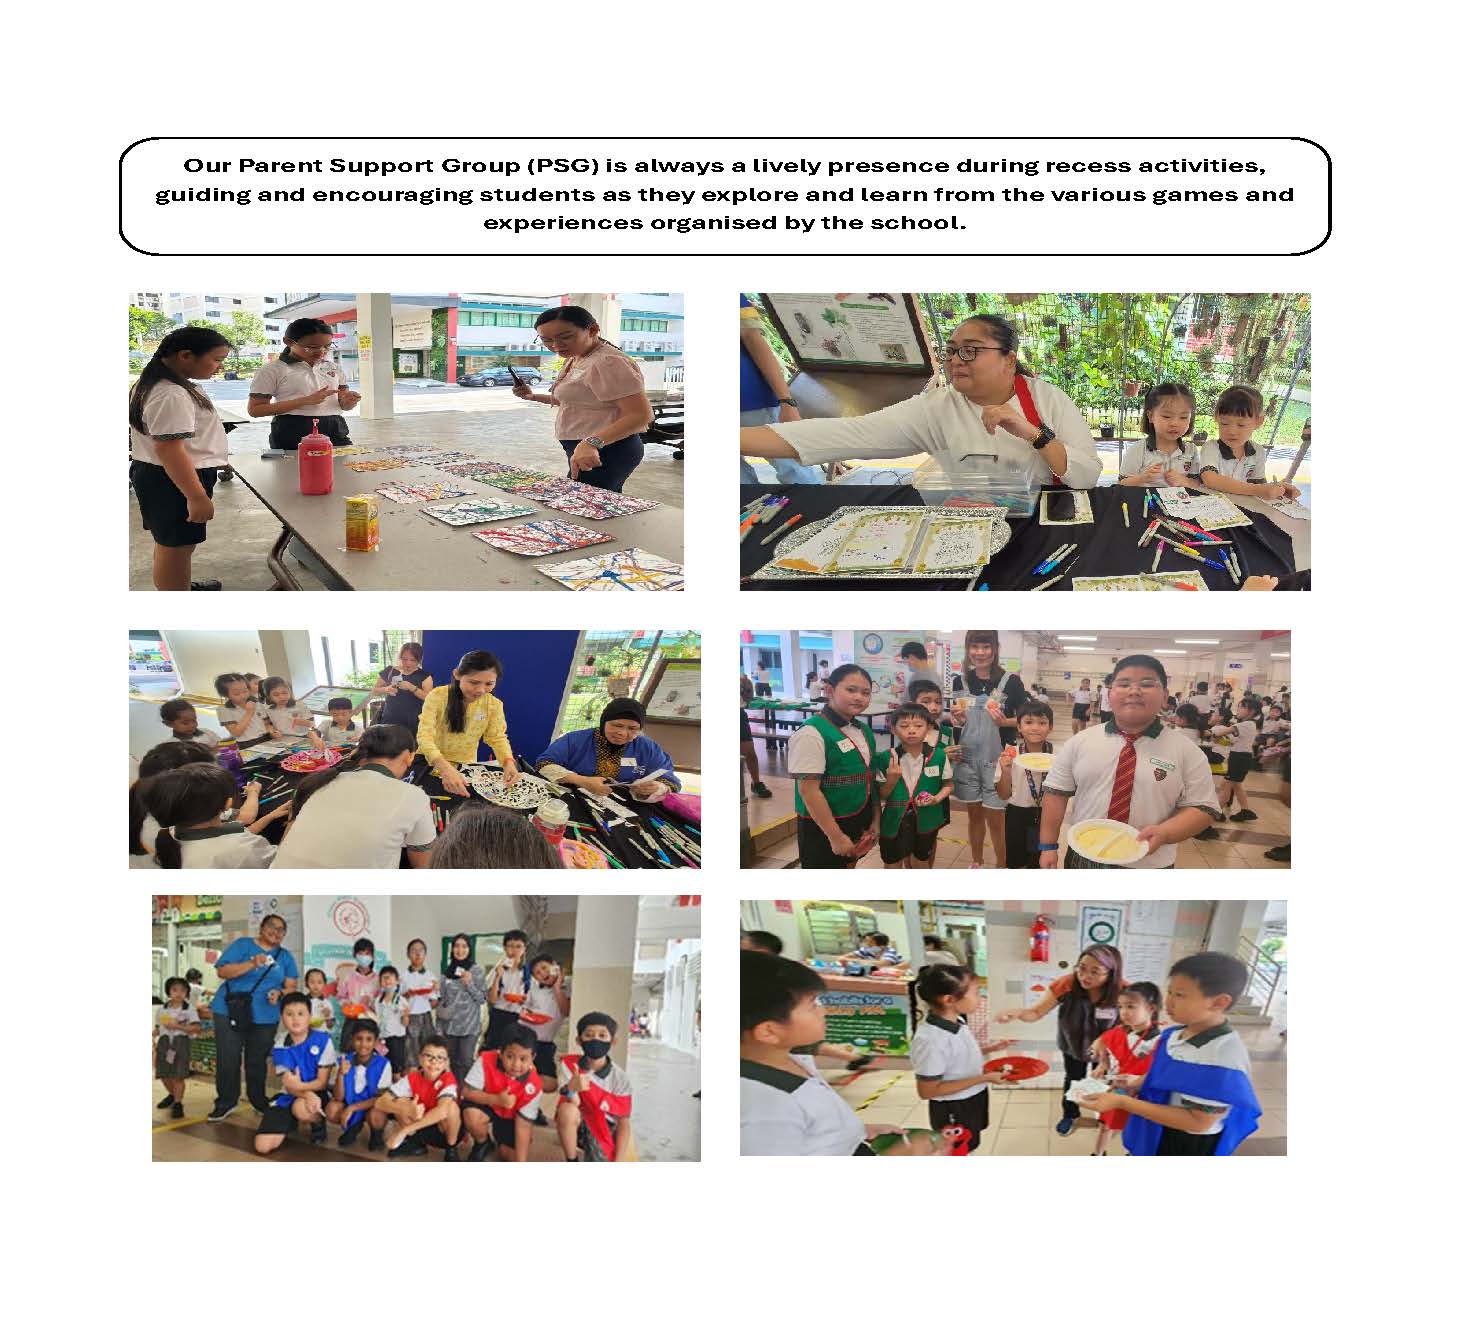 Our Parent Support Group (PSG) is always a lively presence during recess activities,
guiding and encouraging students as they explore and learn from the various games and
experiences organised by the school.